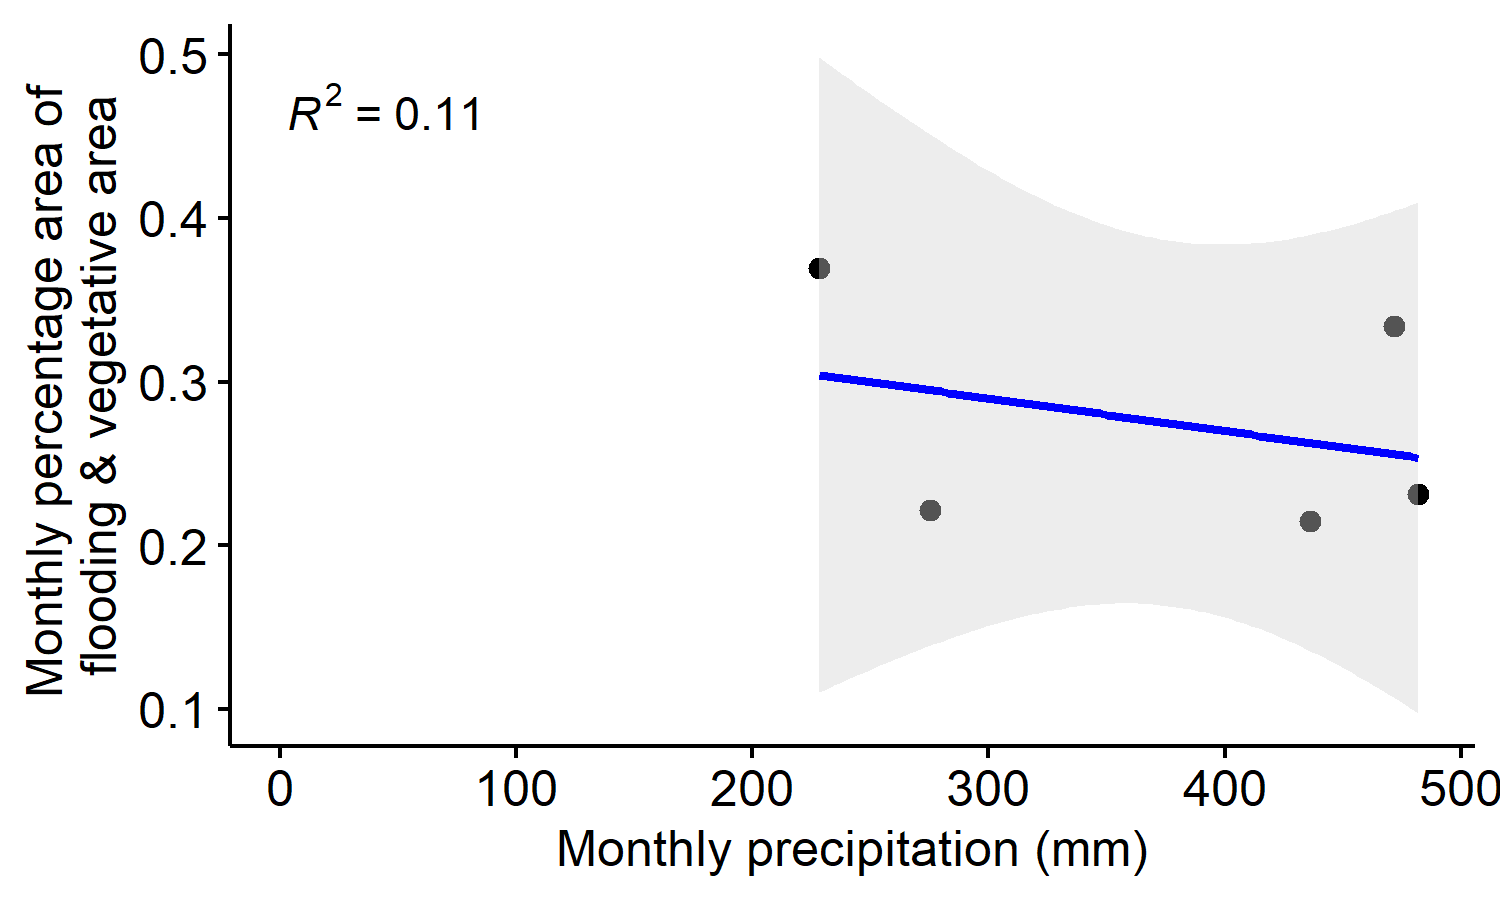 Monthly percentage area of
flooding & vegetative area
0.5
0.4
0.3
0.2
0.1
R² = 0.11
0 100 200 300 400 500
Monthly precipitation (mm)